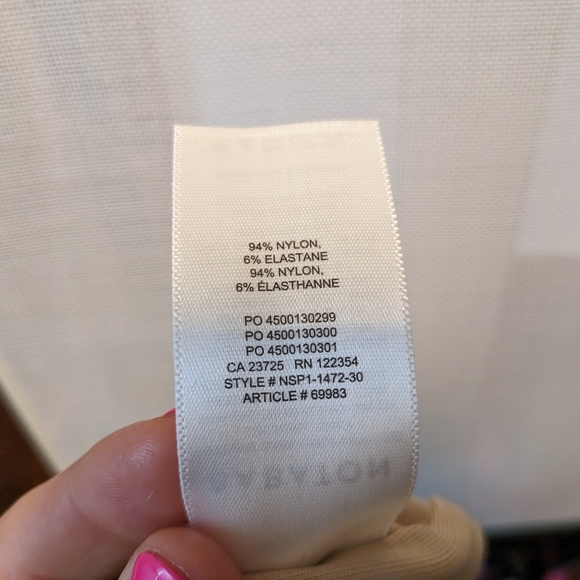 94% NYLON,
6% ELASTANE
94% NYLON,
6% ÉLASTHANNE
PO 4500130299
PO 4500130300
PO 4500130301
CA 23725 RN 122354
STYLE # NSP1-1472-30
ARTICLE # 69983
BABATON